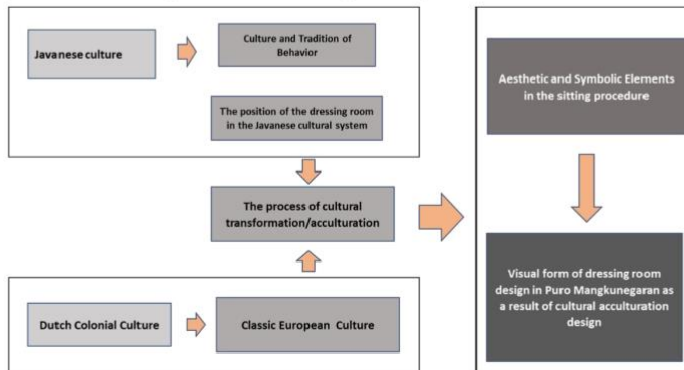 Javanese culture
Culture and Tradition of
Behavior
The position of the dressing room
in the Javanese cultural system
The process of cultural
transformation/acculturation
Dutch Colonial Culture
Classic European Culture
Aesthetic and Symbolic Elements
in the sitting procedure
Visual form of dressing room
design in Puro Mangkunegaran as
a result of cultural acculturation
design